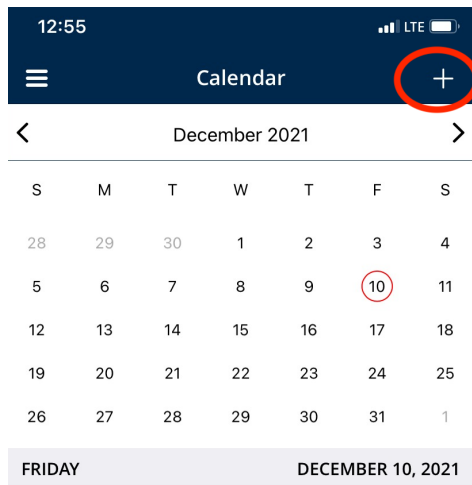 12:55 LTE
Calendar
December 2021
S M T W T F S
28 29 30 1 2 3 4
5 6 7 8 9 10 11
12 13 14 15 16 17 18
19 20 21 22 23 24 25
26 27 28 29 30 31 1
FRIDAY DECEMBER 10, 2021